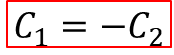 C₁ = −C₂